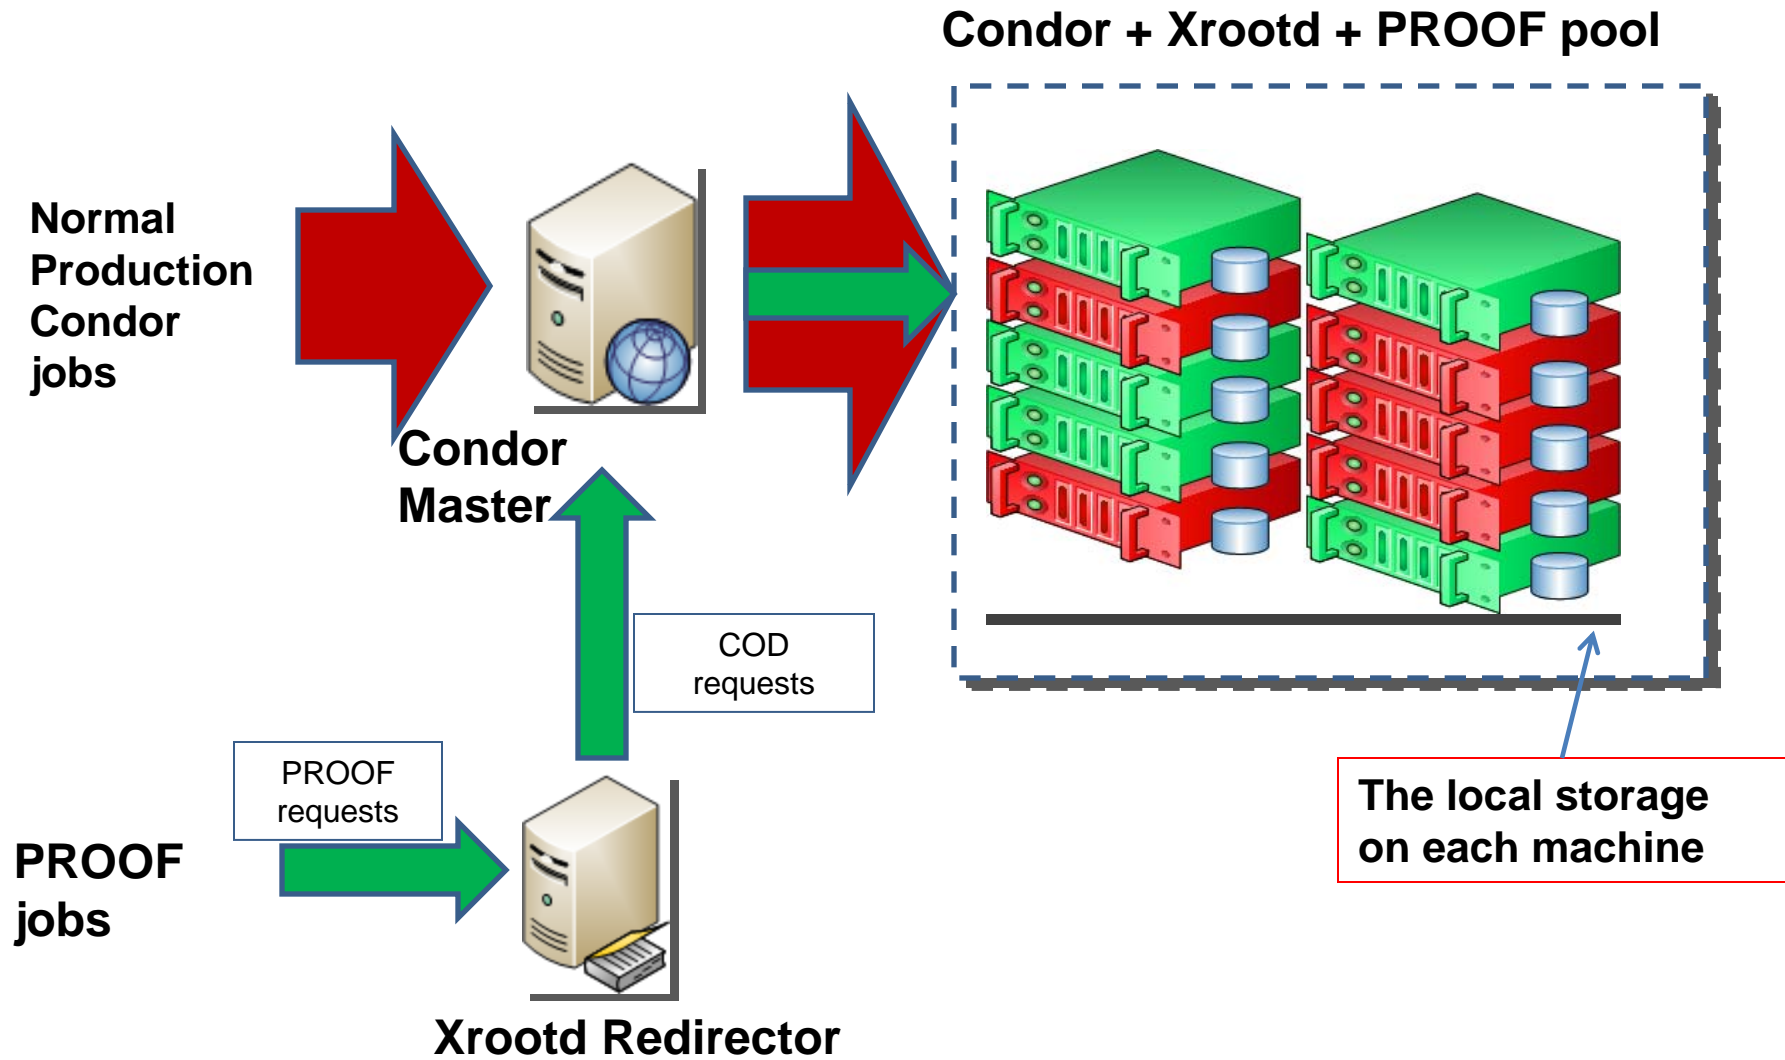 Condor + Xrootd + PROOF pool
Normal
Production
Condor
jobs
Condor
Master
COD
requests
PROOF
requests
PROOF
jobs
The local storage
on each machine
Xrootd Redirector